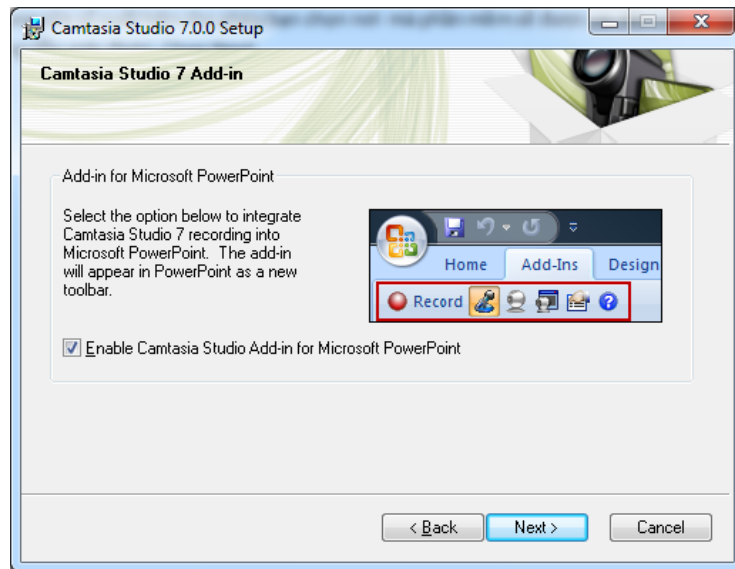 Camtasia Studio 7.0.0 Setup
Camtasia Studio 7 Add-in
Add-in for Microsoft PowerPoint
Select the option below to integrate
Camtasia Studio 7 recording into
Microsoft PowerPoint. The add-in
will appear in PowerPoint as a new
toolbar.
Home Add-Ins Design
Record
Enable Camtasia Studio Add-in for Microsoft PowerPoint
< Back Next > Cancel